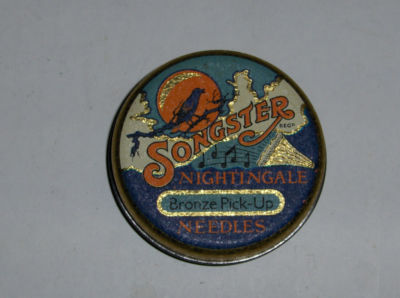 SONGSTER
REGD
NIGHTINGALE
Bronze Pick-Up
NEEDLES